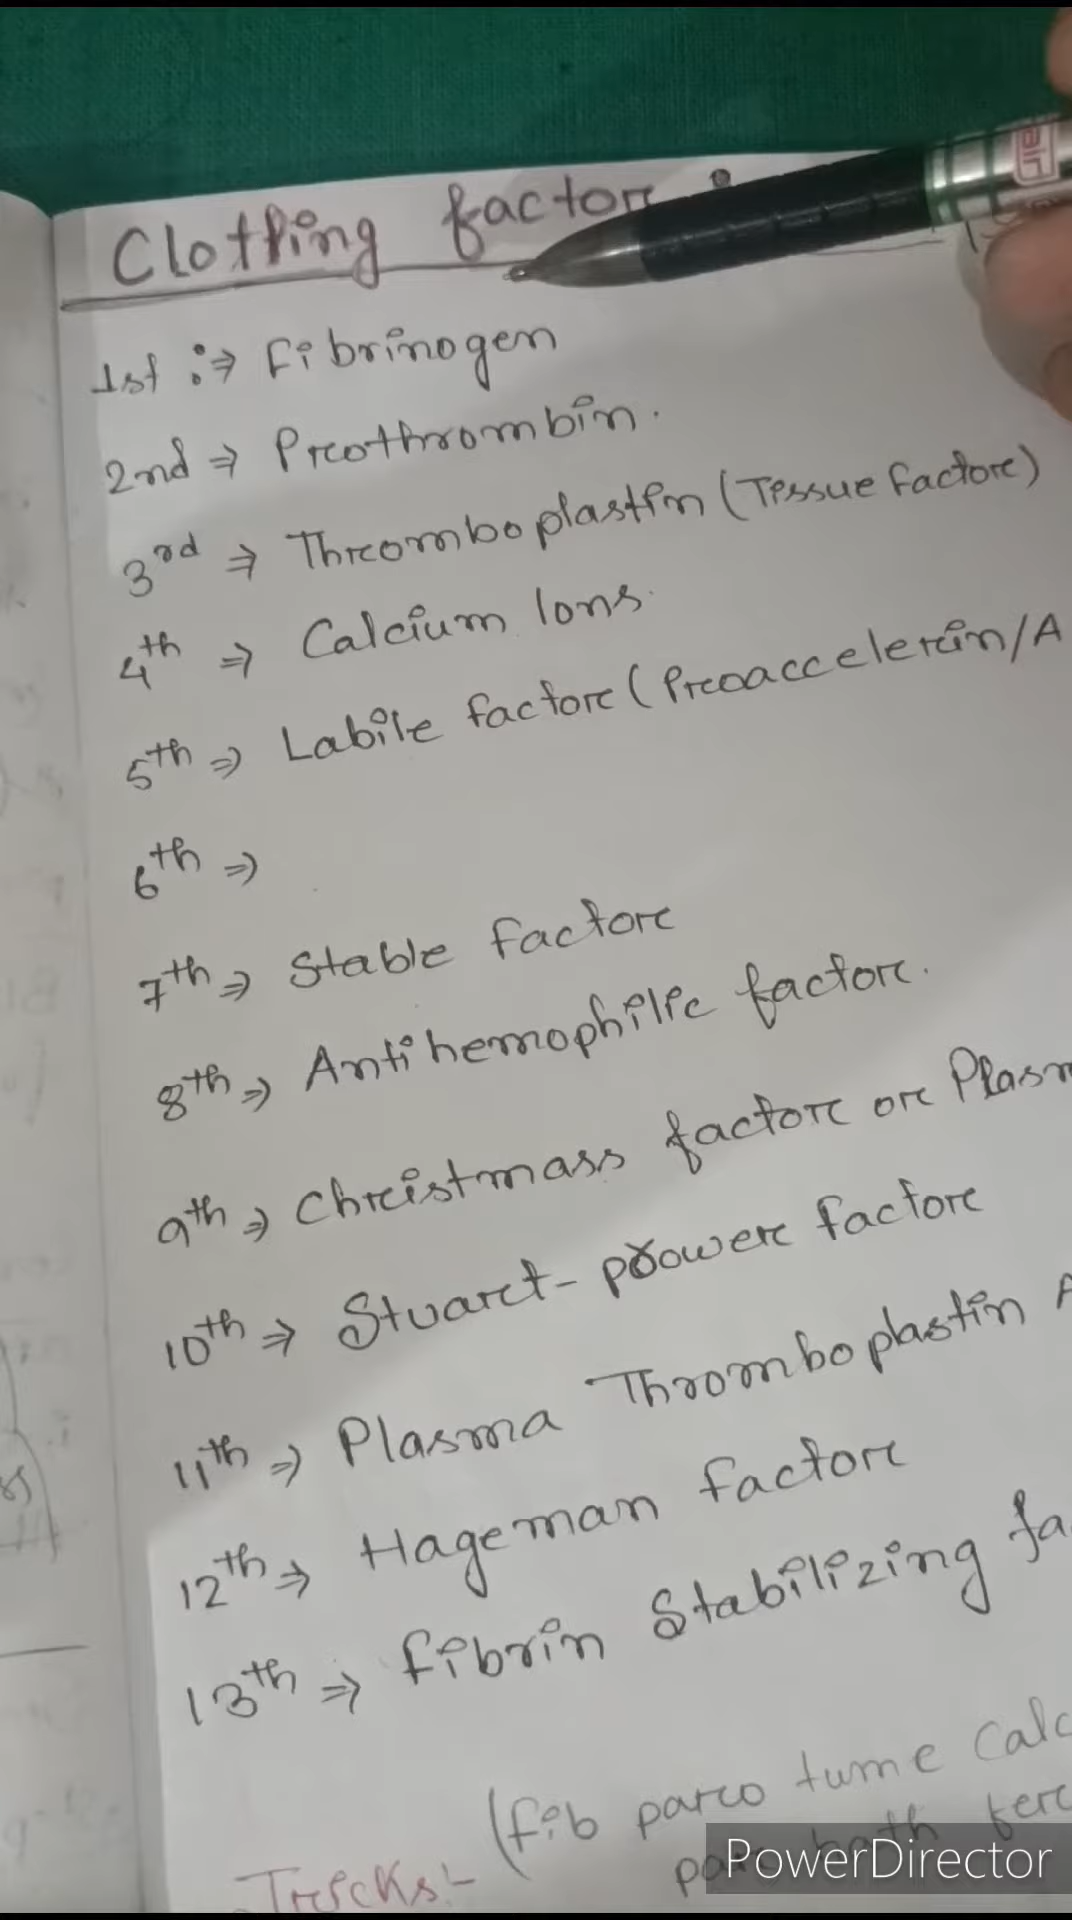 Clotting factor :
1st :⇒ Fibrinogen
2nd ⇒ Prothrombin.
3rd ⇒ Thromboplastin (Tissue factor)
4th ⇒ Calcium Ions.
5th ⇒ Labile factor (Proaccelerin/A
6th ⇒
7th ⇒ Stable factor
8th ⇒ Antihemophilic factor.
9th ⇒ Christmass factor or Plasm
10th ⇒ Stuart-prower factor
11th ⇒ Plasma Thromboplastin A
12th ⇒ Hageman factor
13th ⇒ fibrin Stabilizing fa
(fib paro tume Calc
Tricks:-
PowerDirector